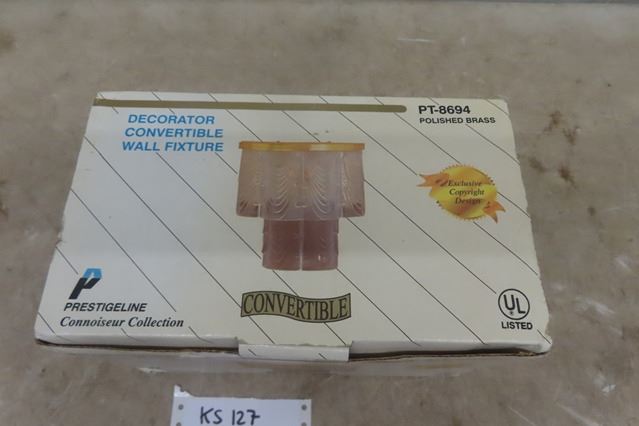 DECORATOR
CONVERTIBLE
WALL FIXTURE
PT-8694
POLISHED BRASS
Exclusive
Copyright
Design
CONVERTIBLE
PRESTIGELINE
Connoiseur Collection
UL
LISTED
KS 127